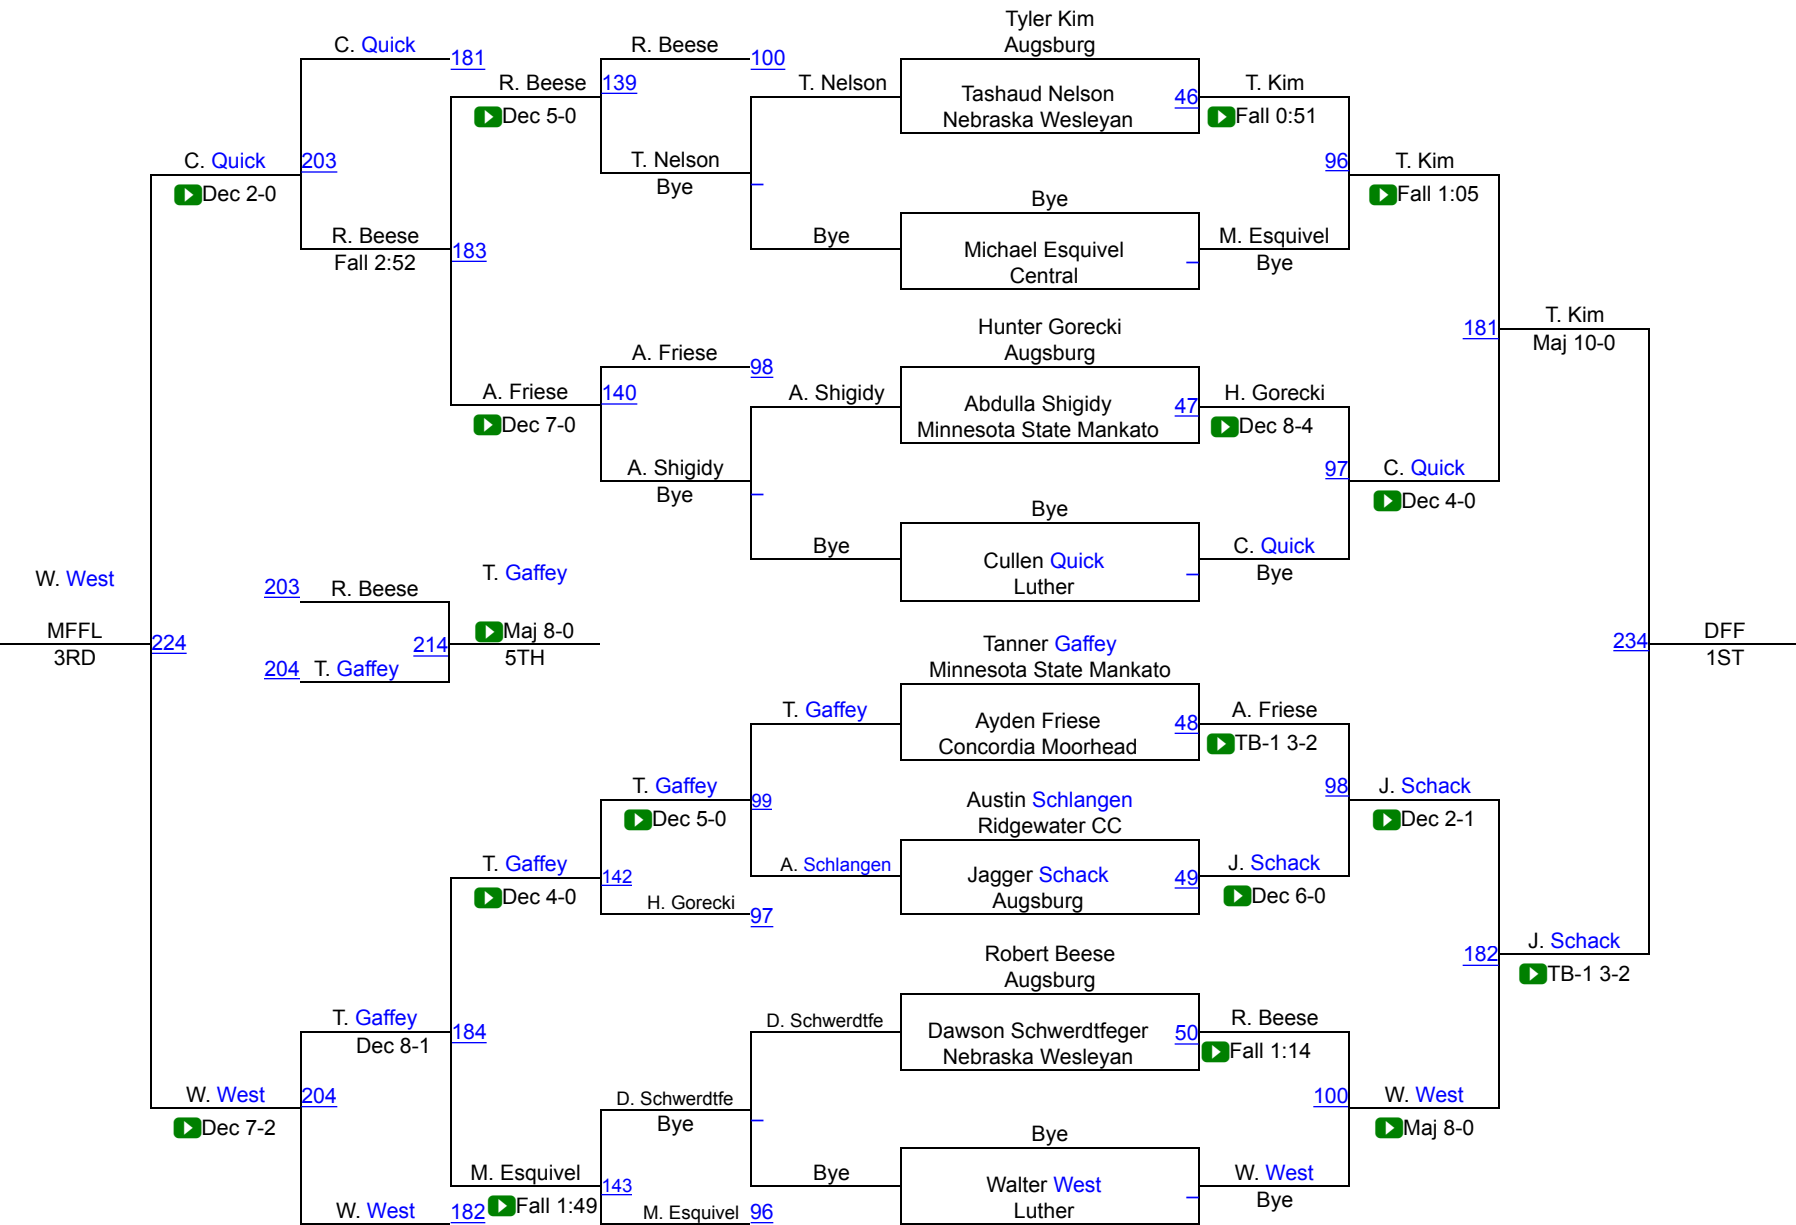 Tyler Kim
Augsburg
C. Quick
181
R. Beese
100
R. Beese
139
T. Nelson
Tashaud Nelson
Nebraska Wesleyan
46
T. Kim
Dec 5-0
Fall 0:51
C. Quick
203
T. Nelson
Bye
–
96
T. Kim
Dec 2-0
Fall 1:05
Bye
R. Beese
Fall 2:52
183
Bye
Michael Esquivel
Central
–
M. Esquivel
Bye
Hunter Gorecki
Augsburg
181
T. Kim
Maj 10-0
A. Friese
98
A. Friese
140
A. Shigidy
Abdulla Shigidy
Minnesota State Mankato
47
H. Gorecki
Dec 7-0
Dec 8-4
A. Shigidy
Bye
–
97
C. Quick
Dec 4-0
Bye
Bye
Cullen Quick
Luther
–
C. Quick
Bye
W. West
203
R. Beese
T. Gaffey
MFFL
3RD
224
214
Maj 8-0
5TH
234
DFF
1ST
204
T. Gaffey
Tanner Gaffey
Minnesota State Mankato
T. Gaffey
Ayden Friese
Concordia Moorhead
48
A. Friese
TB-1 3-2
T. Gaffey
99
Dec 5-0
Austin Schlangen
Ridgewater CC
98
J. Schack
Dec 2-1
T. Gaffey
142
Dec 4-0
A. Schlangen
Jagger Schack
Augsburg
49
J. Schack
Dec 6-0
H. Gorecki
97
Robert Beese
Augsburg
182
J. Schack
TB-1 3-2
T. Gaffey
184
Dec 8-1
D. Schwerdtfe
Dawson Schwerdtfeger
Nebraska Wesleyan
50
R. Beese
Fall 1:14
W. West
204
Dec 7-2
D. Schwerdtfe
Bye
–
100
W. West
Maj 8-0
Bye
M. Esquivel
143
Fall 1:49
Bye
Walter West
Luther
–
W. West
Bye
W. West
182
M. Esquivel
96